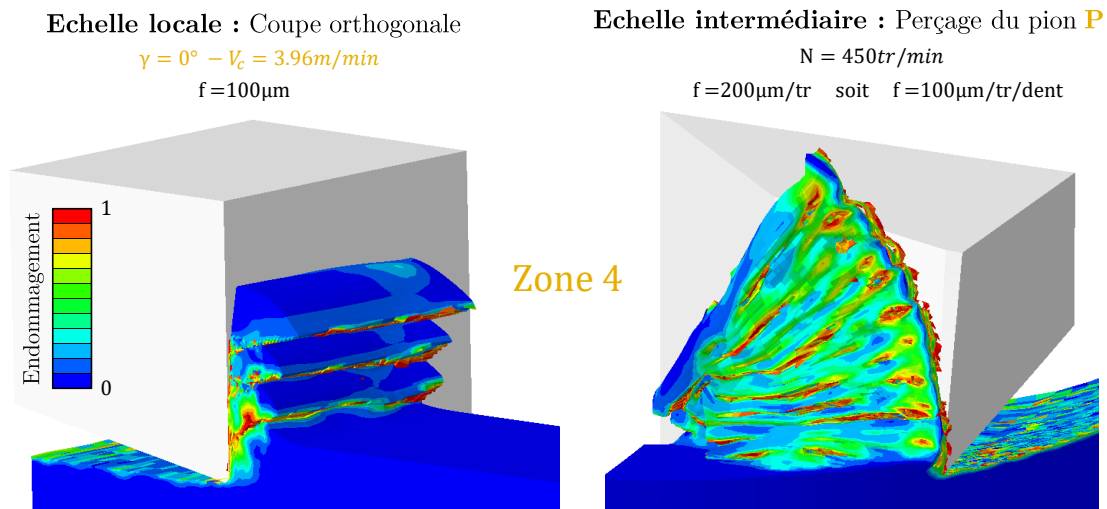 Echelle locale : Coupe orthogonale
γ = 0° − V_c = 3.96m/min
f =100µm
Endommagement
1
0
Zone 4
Echelle intermédiaire : Perçage du pion P
N = 450tr/min
f =200µm/tr soit f =100µm/tr/dent